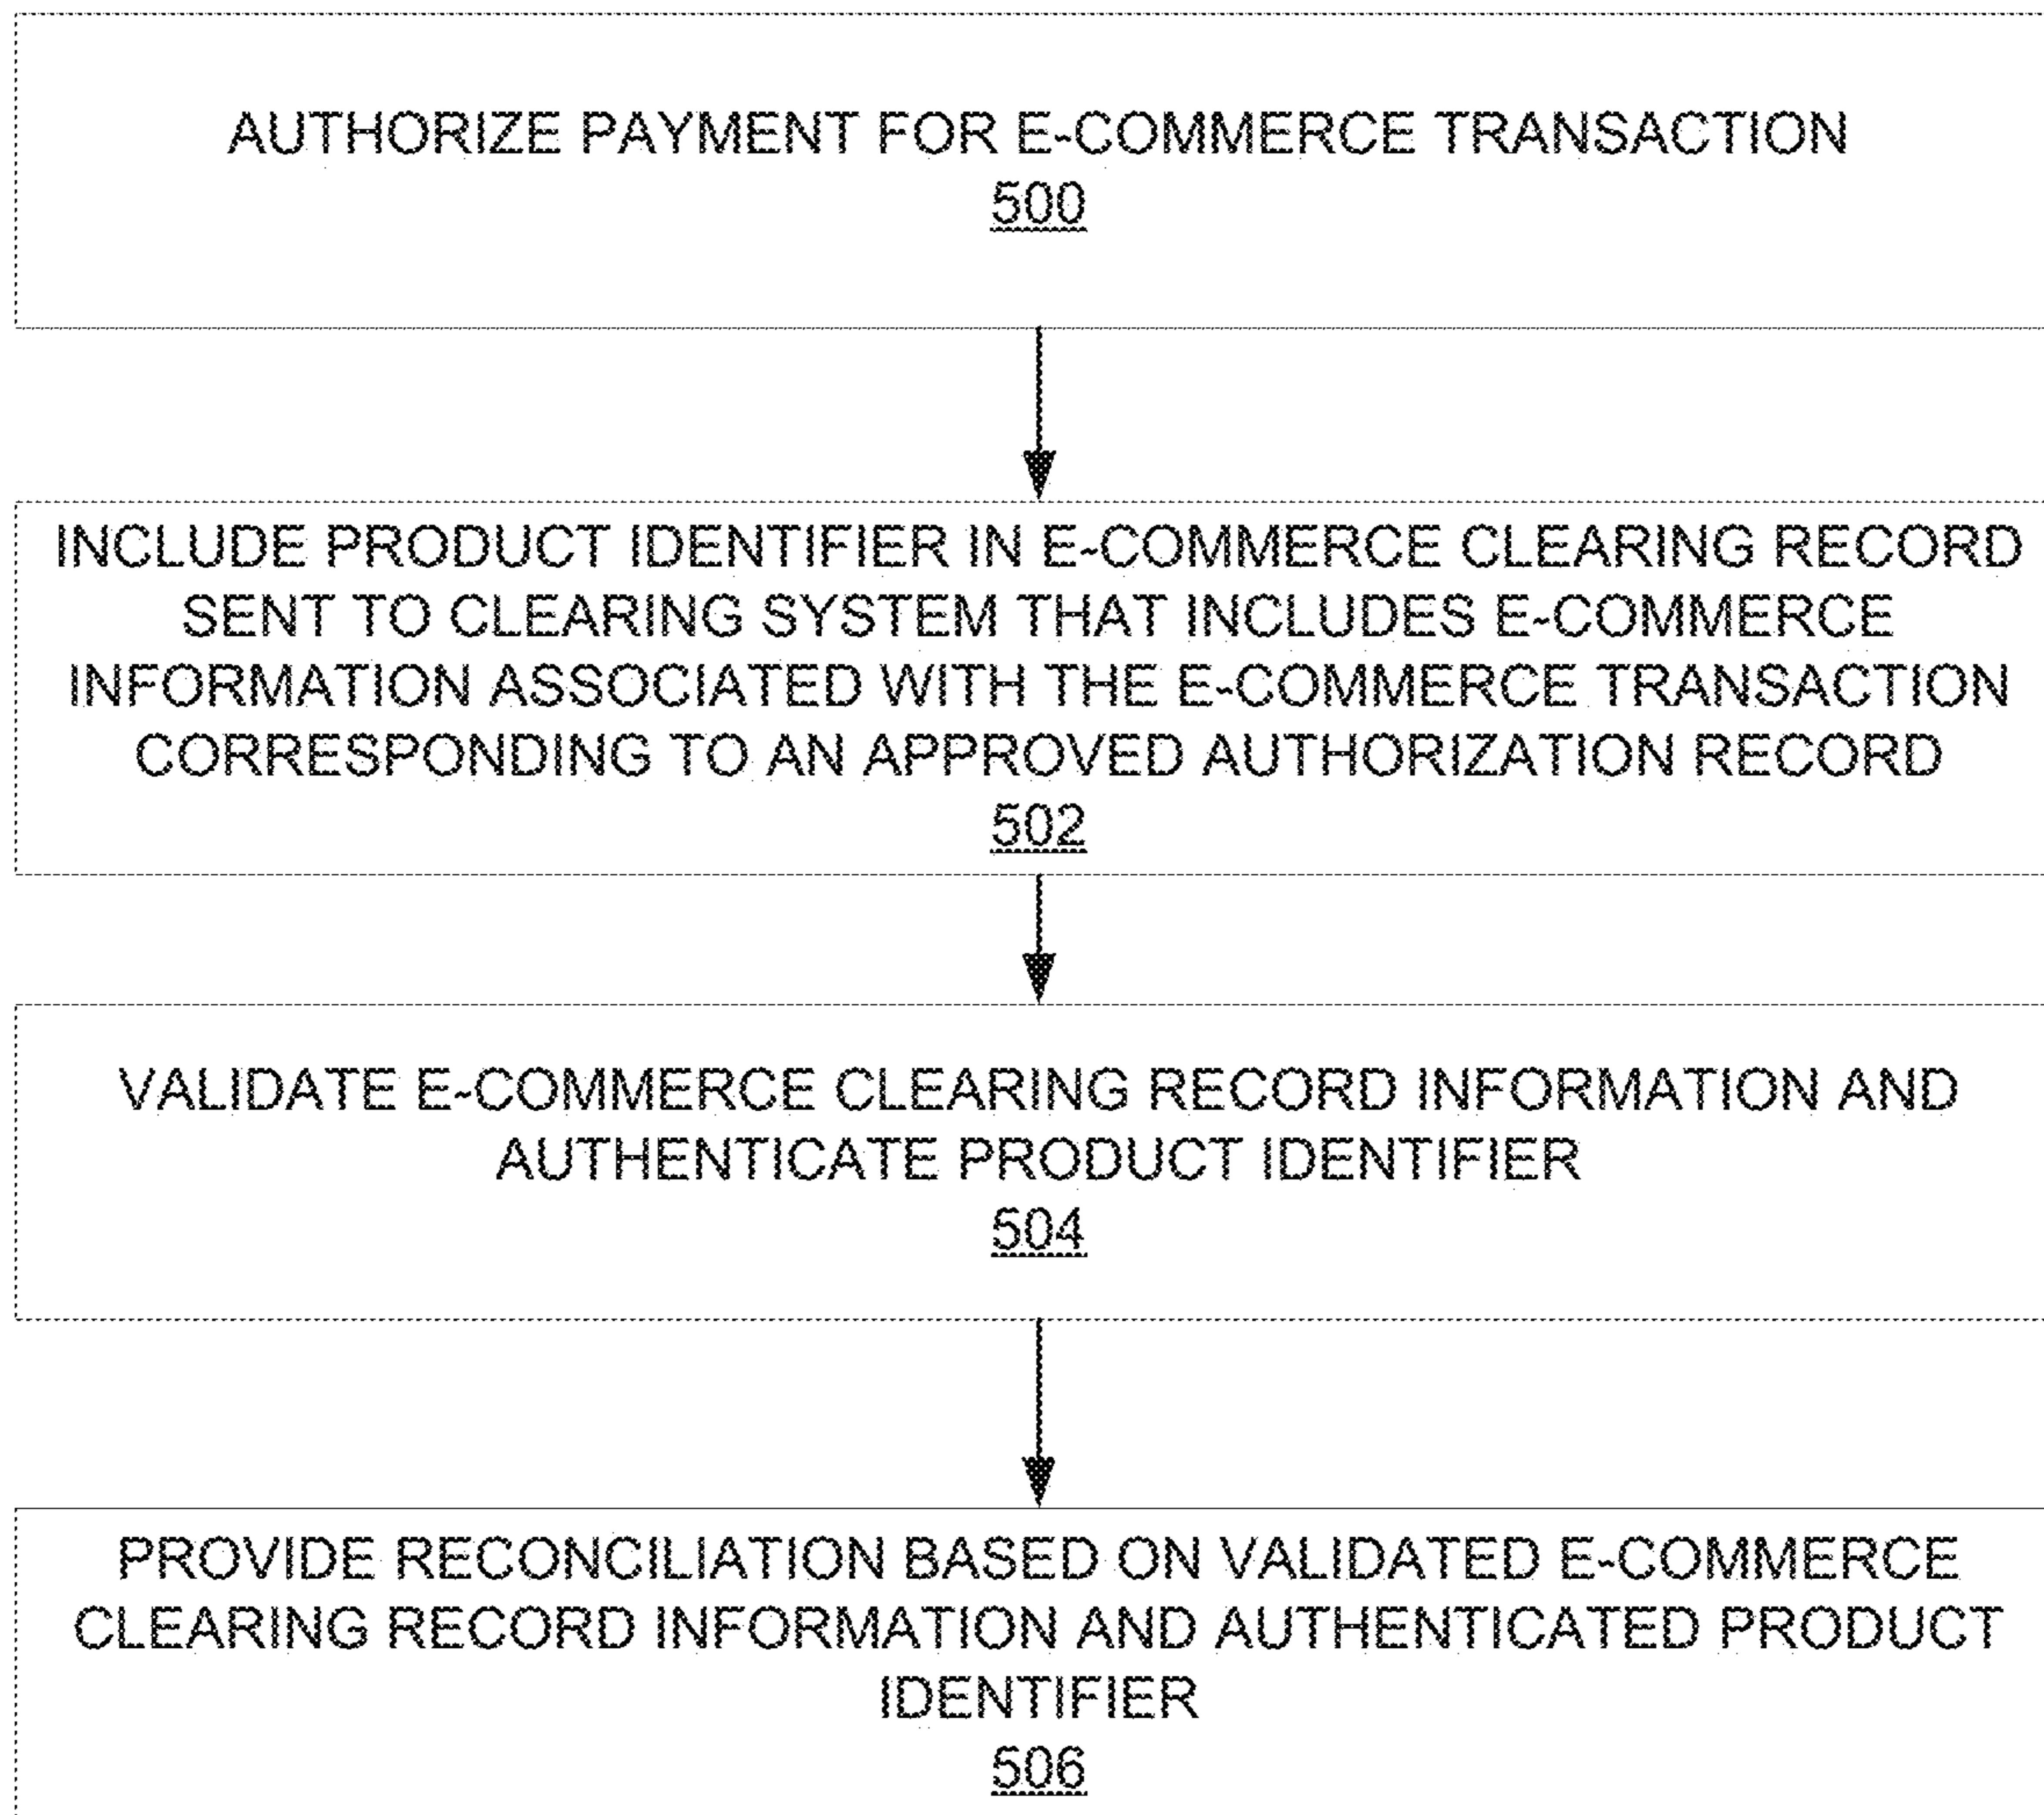 AUTHORIZE PAYMENT FOR E-COMMERCE TRANSACTION
500
INCLUDE PRODUCT IDENTIFIER IN E-COMMERCE CLEARING RECORD
SENT TO CLEARING SYSTEM THAT INCLUDES E-COMMERCE
INFORMATION ASSOCIATED WITH THE E-COMMERCE TRANSACTION
CORRESPONDING TO AN APPROVED AUTHORIZATION RECORD
502
VALIDATE E-COMMERCE CLEARING RECORD INFORMATION AND
AUTHENTICATE PRODUCT IDENTIFIER
504
PROVIDE RECONCILIATION BASED ON VALIDATED E-COMMERCE
CLEARING RECORD INFORMATION AND AUTHENTICATED PRODUCT
IDENTIFIER
506